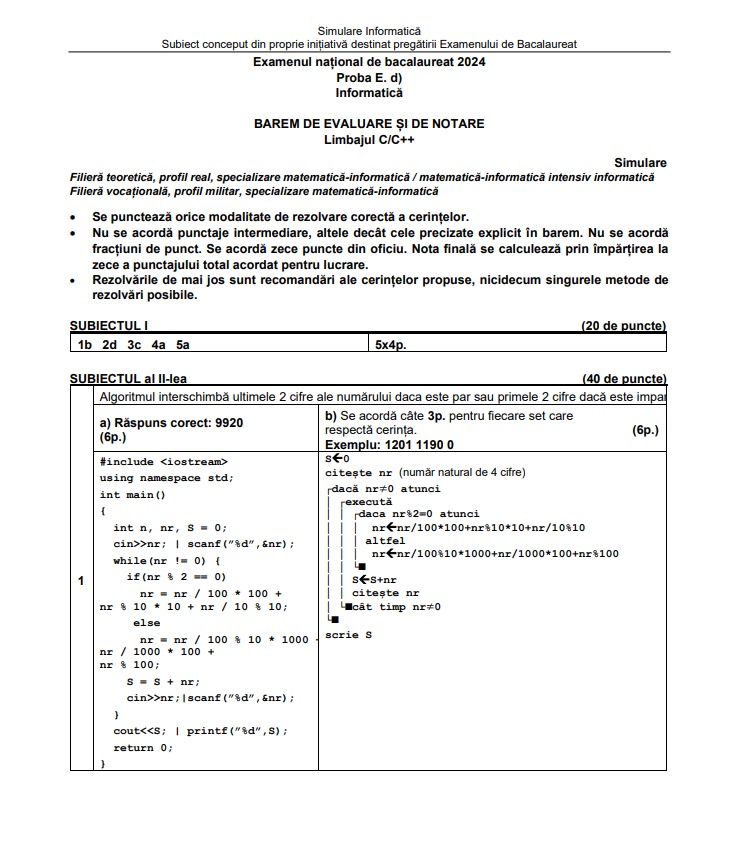 Simulare Informatică
Subiect conceput din proprie inițiativă destinat pregătirii Examenului de Bacalaureat
Examenul național de bacalaureat 2024
Proba E. d)
Informatică
BAREM DE EVALUARE ȘI DE NOTARE
Limbajul C/C++
Simulare
Filieră teoretică, profil real, specializare matematică-informatică / matematică-informatică intensiv informatică
Filieră vocațională, profil militar, specializare matematică-informatică
• Se punctează orice modalitate de rezolvare corectă a cerințelor.
• Nu se acordă punctaje intermediare, altele decât cele precizate explicit în barem. Nu se acordă
fracțiuni de punct. Se acordă zece puncte din oficiu. Nota finală se calculează prin împărțirea la
zece a punctajului total acordat pentru lucrare.
• Rezolvările de mai jos sunt recomandări ale cerințelor propuse, nicidecum singurele metode de
rezolvări posibile.
SUBIECTUL I (20 de puncte)
1b 2d 3c 4a 5a 5x4p.
SUBIECTUL al II-lea (40 de puncte)
1
Algoritmul interschimbă ultimele 2 cifre ale numărului daca este par sau primele 2 cifre dacă este impar
a) Răspuns corect: 9920
(6p.)
b) Se acordă câte 3p. pentru fiecare set care
respectă cerința. (6p.)
Exemplu: 1201 1190 0
#include <iostream>
using namespace std;
int main()
{
int n, nr, S = 0;
cin>>nr; | scanf("%d",&nr);
while(nr != 0) {
if(nr % 2 == 0)
nr = nr / 100 * 100 +
nr % 10 * 10 + nr / 10 % 10;
else
nr = nr / 100 % 10 * 1000 +
nr / 1000 * 100 +
nr % 100;
S = S + nr;
cin>>nr;|scanf("%d",&nr);
}
cout<<S; | printf("%d",S);
return 0;
}
S🡰0
citește nr (număr natural de 4 cifre)
┌dacă nr≠0 atunci
│ ┌execută
│ │ ┌daca nr%2=0 atunci
│ │ │ nr🡰nr/100*100+nr%10*10+nr/10%10
│ │ │ altfel
│ │ │ nr🡰nr/100%10*1000+nr/1000*100+nr%100
│ │ └■
│ │ S🡰S+nr
│ │ citește nr
│ └■cât timp nr≠0
└■
scrie S